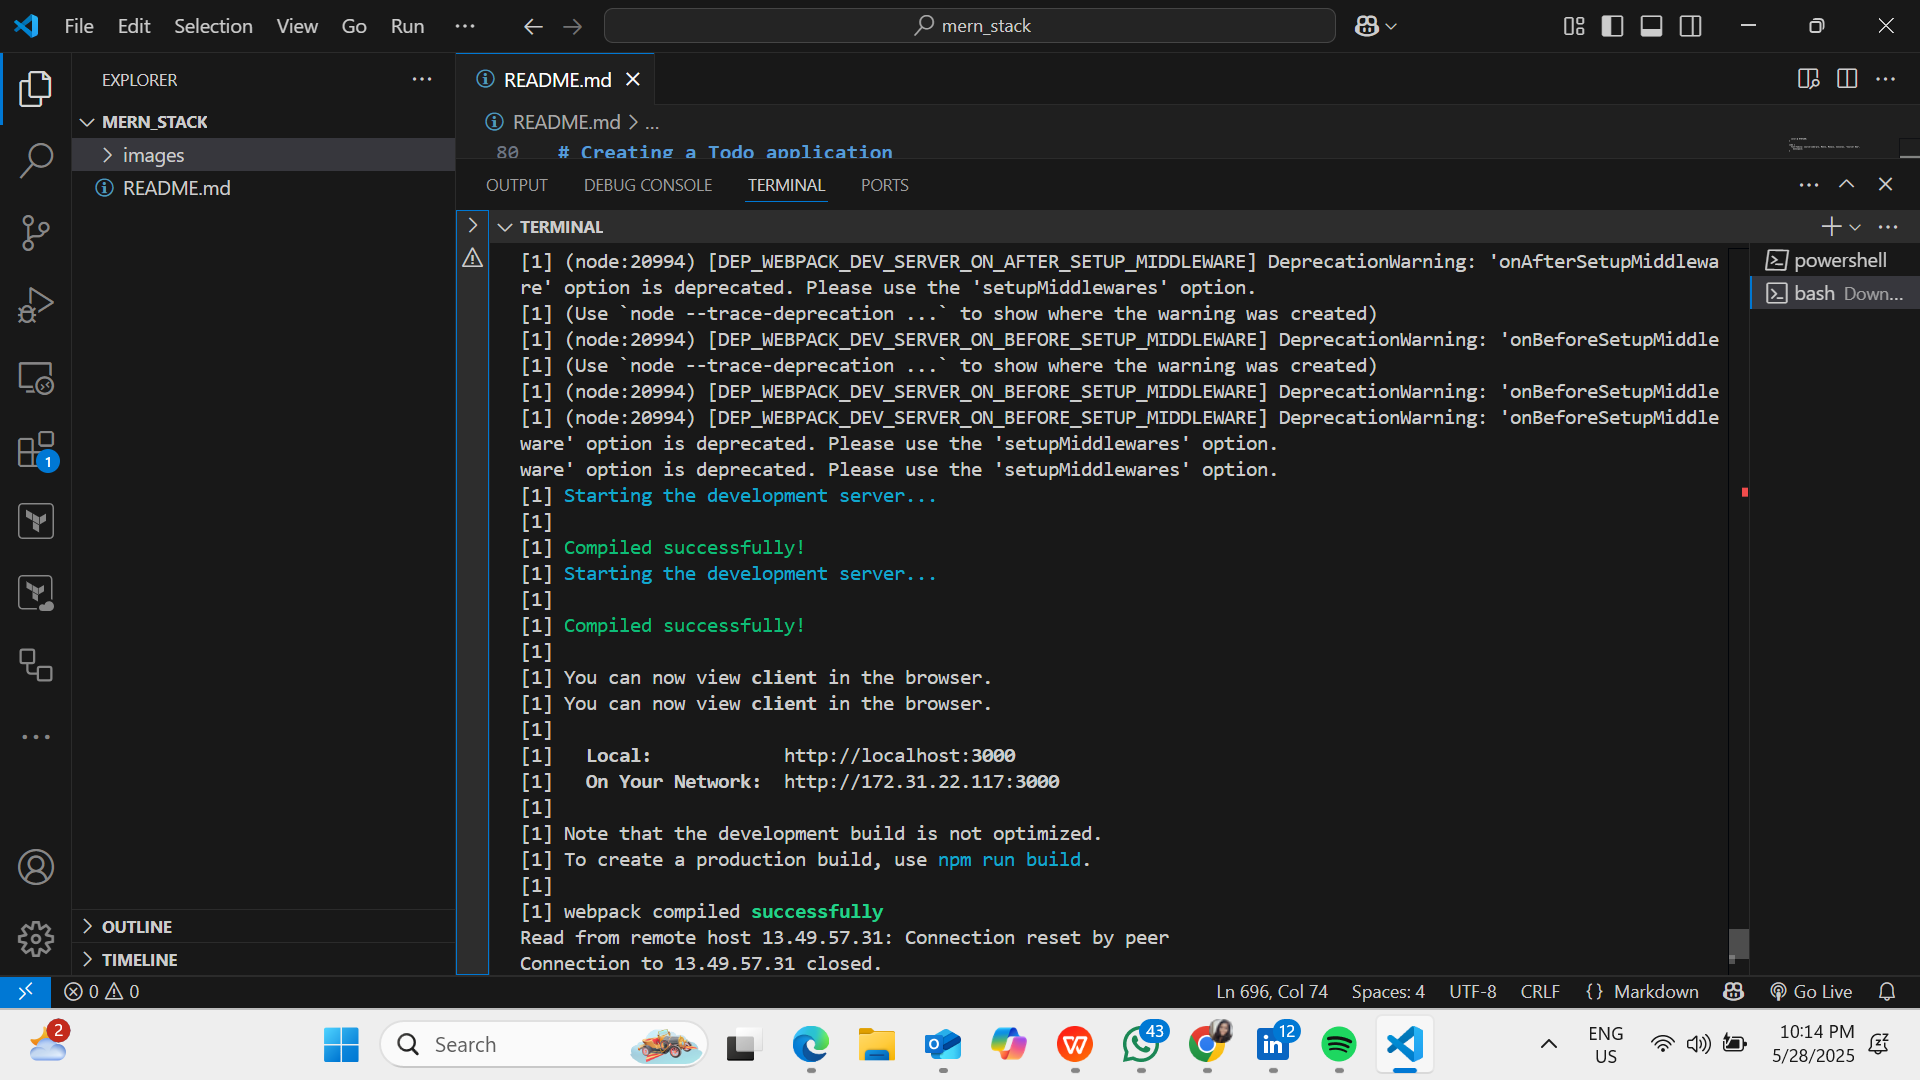 File Edit Selection View Go Run ...
mern_stack
EXPLORER
MERN_STACK
images
README.md
OUTLINE
TIMELINE
README.md
README.md > ...
80 # Creating a Todo application
OUTPUT DEBUG CONSOLE TERMINAL PORTS
TERMINAL
powershell
bash Down...
[1] (node:20994) [DEP_WEBPACK_DEV_SERVER_ON_AFTER_SETUP_MIDDLEWARE] DeprecationWarning: 'onAfterSetupMiddlewa
re' option is deprecated. Please use the 'setupMiddlewares' option.
[1] (Use `node --trace-deprecation ...` to show where the warning was created)
[1] (node:20994) [DEP_WEBPACK_DEV_SERVER_ON_BEFORE_SETUP_MIDDLEWARE] DeprecationWarning: 'onBeforeSetupMiddle
[1] (Use `node --trace-deprecation ...` to show where the warning was created)
[1] (node:20994) [DEP_WEBPACK_DEV_SERVER_ON_BEFORE_SETUP_MIDDLEWARE] DeprecationWarning: 'onBeforeSetupMiddle
[1] (node:20994) [DEP_WEBPACK_DEV_SERVER_ON_BEFORE_SETUP_MIDDLEWARE] DeprecationWarning: 'onBeforeSetupMiddle
ware' option is deprecated. Please use the 'setupMiddlewares' option.
ware' option is deprecated. Please use the 'setupMiddlewares' option.
[1] Starting the development server...
[1]
[1] Compiled successfully!
[1] Starting the development server...
[1]
[1] Compiled successfully!
[1]
[1] You can now view client in the browser.
[1] You can now view client in the browser.
[1]
[1] Local: http://localhost:3000
[1] On Your Network: http://172.31.22.117:3000
[1]
[1] Note that the development build is not optimized.
[1] To create a production build, use npm run build.
[1]
[1] webpack compiled successfully
Read from remote host 13.49.57.31: Connection reset by peer
Connection to 13.49.57.31 closed.
1
0 0
Ln 696, Col 74 Spaces: 4 UTF-8 CRLF {} Markdown Go Live
2
Search
43
12
ENG
US
10:14 PM
5/28/2025